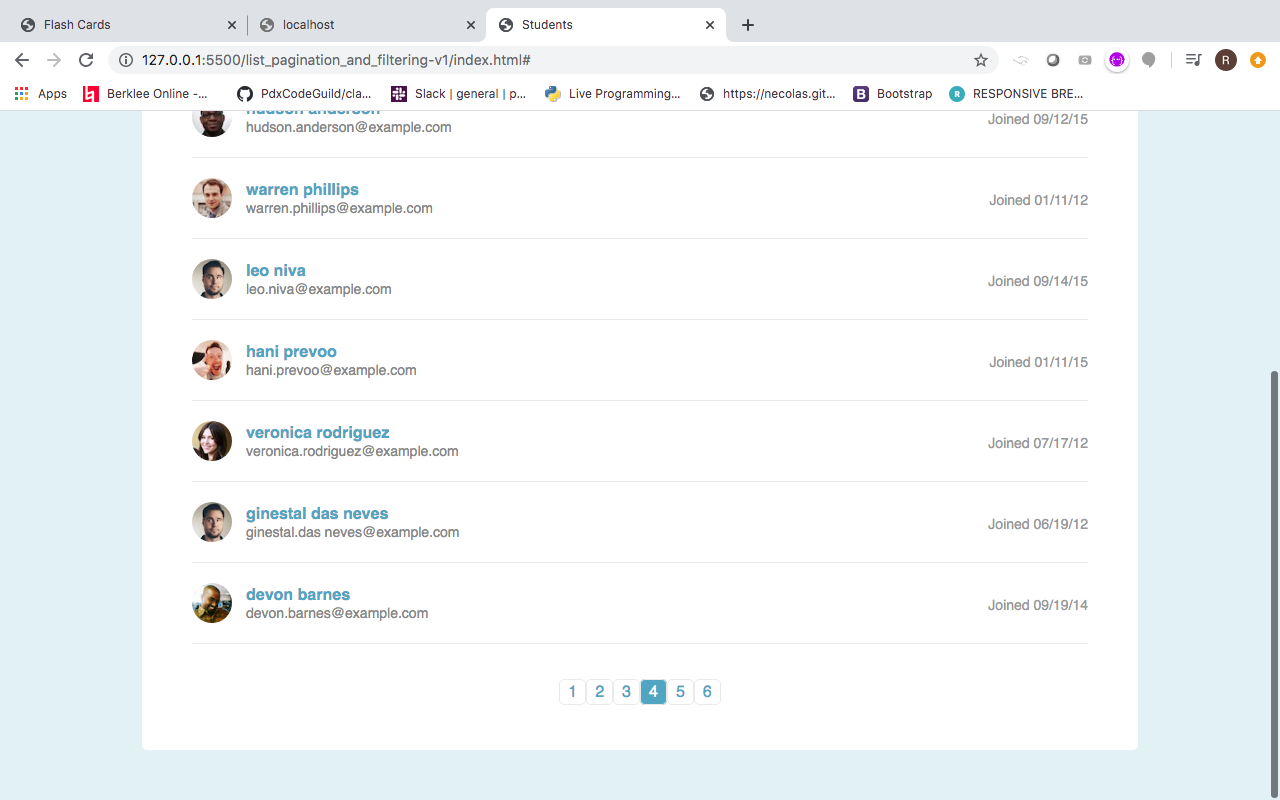 Flash Cards
localhost
Students
127.0.0.1:5500/list_pagination_and_filtering-v1/index.html#
R
Apps
Berklee Online -...
PdxCodeGuild/cla...
Slack | general | p...
Live Programming...
https://necolas.git...
B
Bootstrap
R
RESPONSIVE BRE...
hudson anderson
hudson.anderson@example.com
Joined 09/12/15
warren phillips
warren.phillips@example.com
Joined 01/11/12
leo niva
leo.niva@example.com
Joined 09/14/15
hani prevoo
hani.prevoo@example.com
Joined 01/11/15
veronica rodriguez
veronica.rodriguez@example.com
Joined 07/17/12
ginestal das neves
ginestal.das neves@example.com
Joined 06/19/12
devon barnes
devon.barnes@example.com
Joined 09/19/14
1 2 3 4 5 6